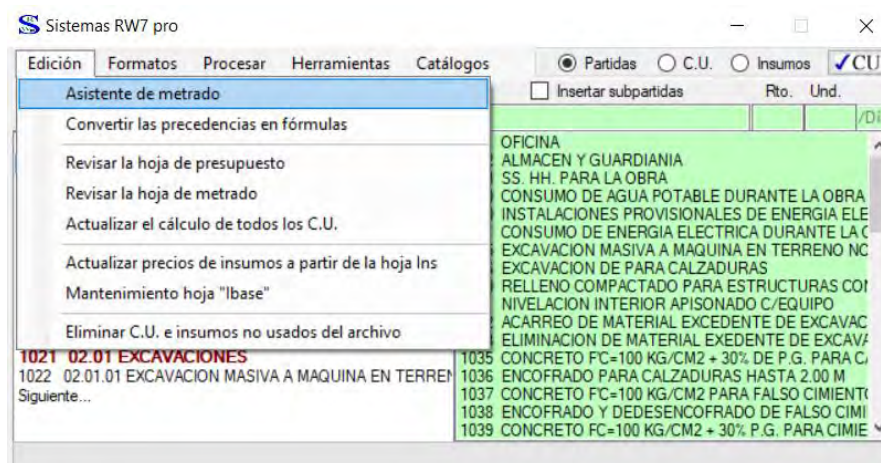 Sistemas RW7 pro
Edición Formatos Procesar Herramientas Catálogos Partidas C.U. Insumos ✓CU
Asistente de metrado
Insertar subpartidas Rto. Und.
Convertir las precedencias en fórmulas
Revisar la hoja de presupuesto
Revisar la hoja de metrado
Actualizar el cálculo de todos los C.U.
Actualizar precios de insumos a partir de la hoja Ins
Mantenimiento hoja "Ibase"
Eliminar C.U. e insumos no usados del archivo
1021 02.01 EXCAVACIONES
1022 02.01.01 EXCAVACION MASIVA A MAQUINA EN TERREN
Siguiente...
/Di
OFICINA
ALMACEN Y GUARDIANIA
SS. HH. PARA LA OBRA
CONSUMO DE AGUA POTABLE DURANTE LA OBRA
INSTALACIONES PROVISIONALES DE ENERGIA ELE
CONSUMO DE ENERGIA ELECTRICA DURANTE LA
EXCAVACION MASIVA A MAQUINA EN TERRENO NO
EXCAVACION DE PARA CALZADURAS
RELLENO COMPACTADO PARA ESTRUCTURAS
NIVELACION INTERIOR APISONADO C/EQUIPO
ACARREO DE MATERIAL EXCEDENTE DE EXCAVAC
ELIMINACION DE MATERIAL EXEDENTE DE EXCAVA
1035 CONCRETO F'C=100 KG/CM2 + 30% DE P.G. PARA
1036 ENCOFRADO PARA CALZADURAS HASTA 2.00 M
1037 CONCRETO F'C=100 KG/CM2 PARA FALSO CIMIENT
1038 ENCOFRADO Y DEDESENCOFRADO DE FALSO CIMI
1039 CONCRETO FC=100 KG/CM2 + 30% P.G. PARA CIMIE